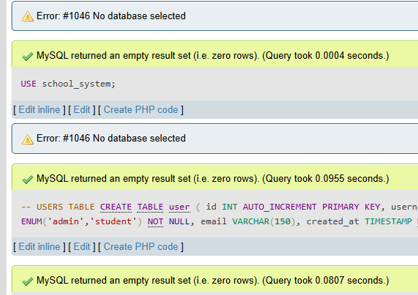 Error: #1046 No database selected
MySQL returned an empty result set (i.e. zero rows). (Query took 0.0004 seconds.)
USE school_system;
[ Edit inline ] [ Edit ] [ Create PHP code ]
Error: #1046 No database selected
MySQL returned an empty result set (i.e. zero rows). (Query took 0.0955 seconds.)
-- USERS TABLE CREATE TABLE user ( id INT AUTO_INCREMENT PRIMARY KEY, usern
ENUM('admin','student') NOT NULL, email VARCHAR(150), created_at TIMESTAMP
[ Edit inline ] [ Edit ] [ Create PHP code ]
MySQL returned an empty result set (i.e. zero rows). (Query took 0.0807 seconds.)